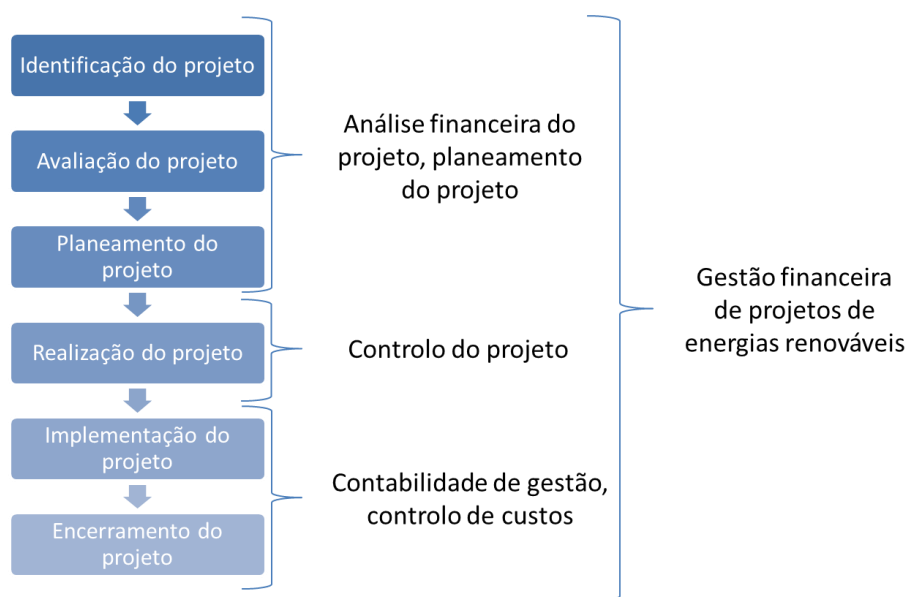 Identificação do projeto
Avaliação do projeto
Planeamento do
projeto
Análise financeira do
projeto, planeamento
do projeto
Realização do projeto
Controlo do projeto
Implementação do
projeto
Encerramento do
projeto
Contabilidade de gestão,
controlo de custos
Gestão financeira
de projetos de
energias renováveis